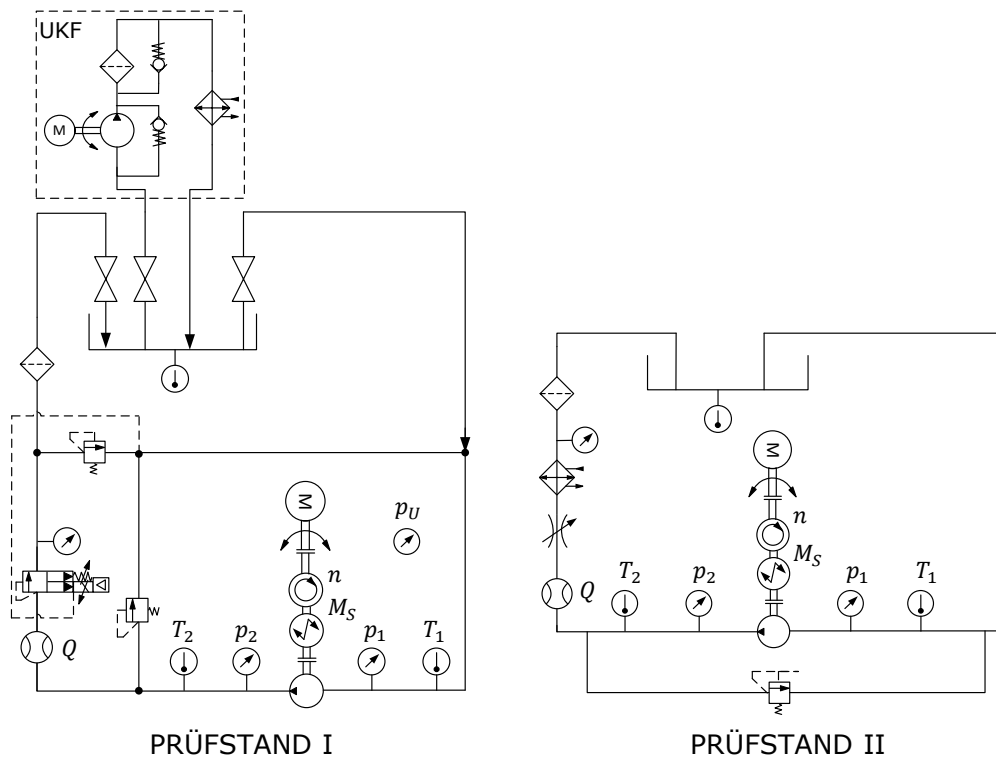 UKF
M
M
n
M_S
p_U
Q
T_2
p_2
p_1
T_1
PRÜFSTAND I
M
n
M_S
Q
T_2
p_2
p_1
T_1
PRÜFSTAND II